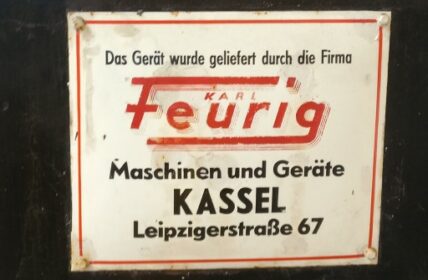 Das Gerät wurde geliefert durch die Firma
KARL
Feurig
Maschinen und Geräte
KASSEL
Leipzigerstraße 67